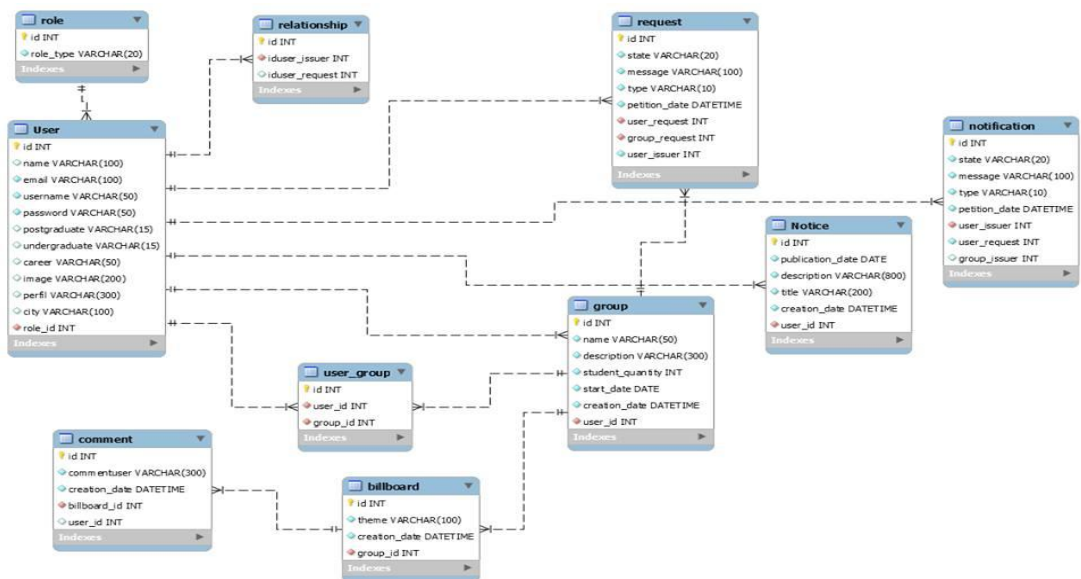 role
id INT
role_type VARCHAR(20)
Indexes
relationship
id INT
iduser_issuer INT
iduser_request INT
Indexes
request
id INT
state VARCHAR(20)
message VARCHAR(100)
type VARCHAR(10)
petition_date DATETIME
user_request INT
group_request INT
user_issuer INT
Indexes
User
id INT
name VARCHAR(100)
email VARCHAR(100)
username VARCHAR(50)
password VARCHAR(50)
postgraduate VARCHAR(15)
undergraduate VARCHAR(15)
career VARCHAR(50)
image VARCHAR(200)
perfil VARCHAR(300)
city VARCHAR(100)
role_id INT
Indexes
notification
id INT
state VARCHAR(20)
message VARCHAR(100)
type VARCHAR(10)
petition_date DATETIME
user_issuer INT
user_request INT
group_issuer INT
Indexes
Notice
id INT
publication_date DATE
description VARCHAR(800)
title VARCHAR(200)
creation_date DATETIME
user_id INT
Indexes
group
id INT
name VARCHAR(50)
description VARCHAR(300)
student_quantity INT
start_date DATE
creation_date DATETIME
user_id INT
Indexes
user_group
id INT
user_id INT
group_id INT
Indexes
comment
id INT
commentuser VARCHAR(300)
creation_date DATETIME
billboard_id INT
user_id INT
Indexes
billboard
id INT
theme VARCHAR(100)
creation_date DATETIME
group_id INT
Indexes